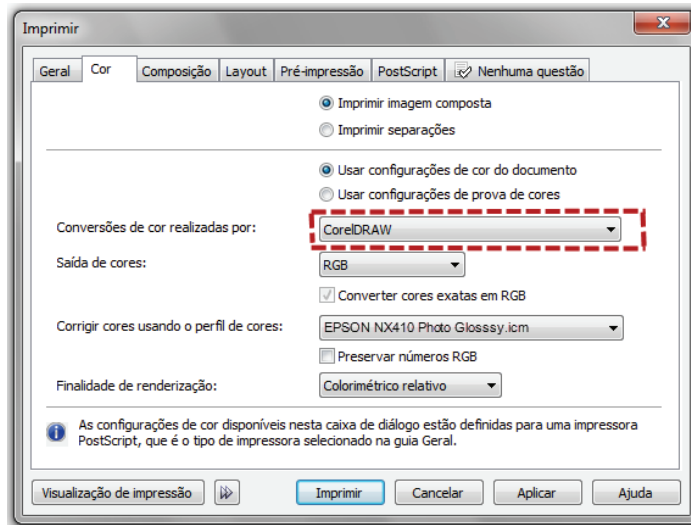 Imprimir
Geral Cor Composição Layout Pré-impressão PostScript Nenhuma questão
Imprimir imagem composta
Imprimir separações
Usar configurações de cor do documento
Usar configurações de prova de cores
Conversões de cor realizadas por: CorelDRAW
Saída de cores: RGB
Converter cores exatas em RGB
Corrigir cores usando o perfil de cores: EPSON NX410 Photo Glosssy.icm
Preservar números RGB
Finalidade de renderização: Colorimétrico relativo
As configurações de cor disponíveis nesta caixa de diálogo estão definidas para uma impressora
PostScript, que é o tipo de impressora selecionado na guia Geral.
Visualização de impressão Imprimir Cancelar Aplicar Ajuda